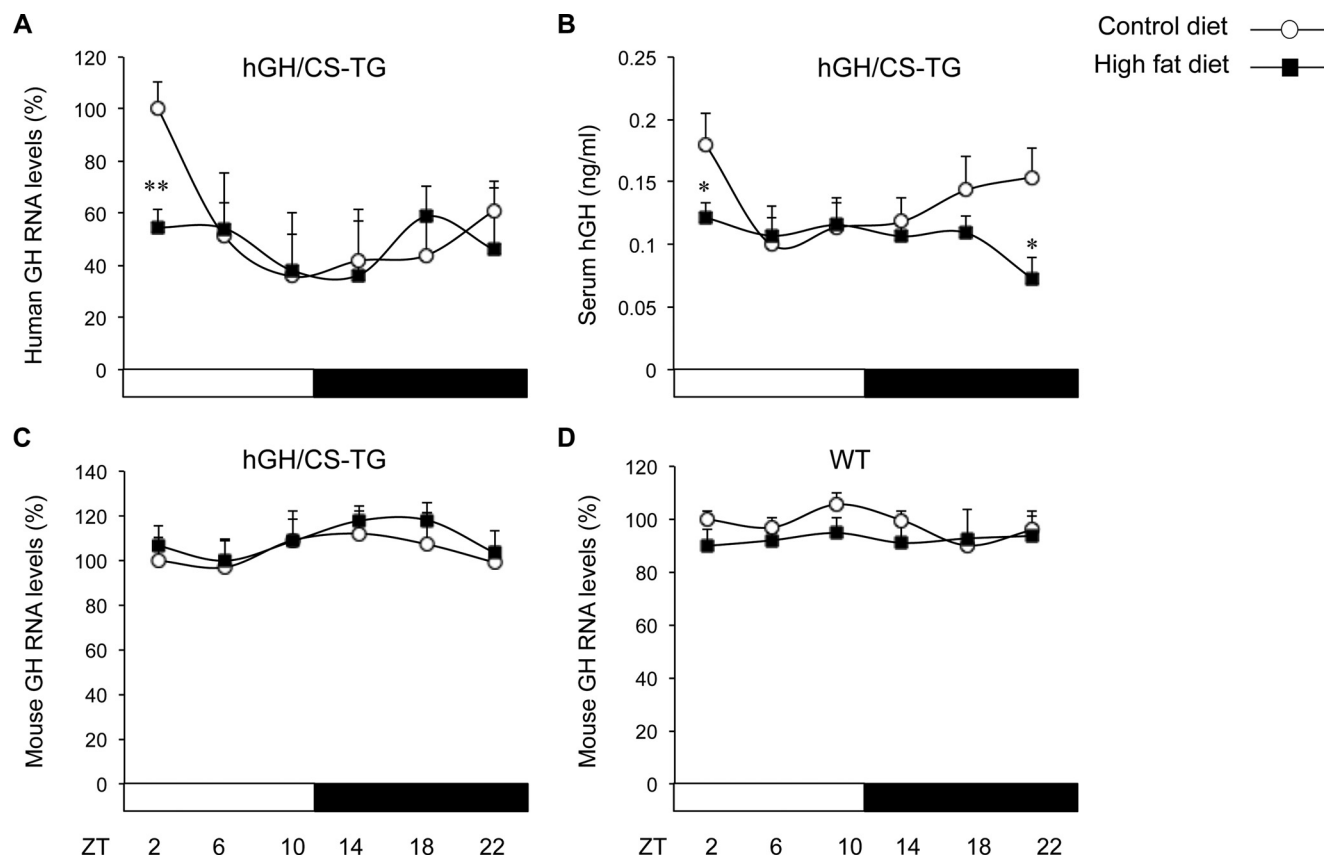 A
hGH/CS-TG
Human GH RNA levels (%)
120
100
80
60
40
20
0
**
B
hGH/CS-TG
Serum hGH (ng/ml)
0.25
0.2
0.15
0.1
0.05
0
*
*
Control diet
High fat diet
C
hGH/CS-TG
Mouse GH RNA levels (%)
140
120
100
80
60
40
20
0
ZT 2 6 10 14 18 22
D
WT
Mouse GH RNA levels (%)
120
100
80
60
40
20
0
ZT 2 6 10 14 18 22